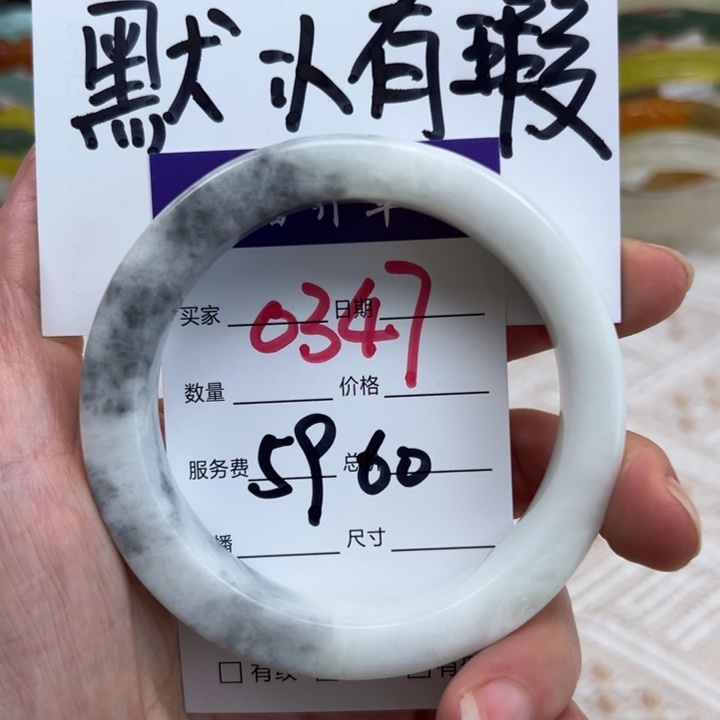 默认有瑕
买家 0347 日期
数量 价格
服务费 59 60
播 尺寸
有纹